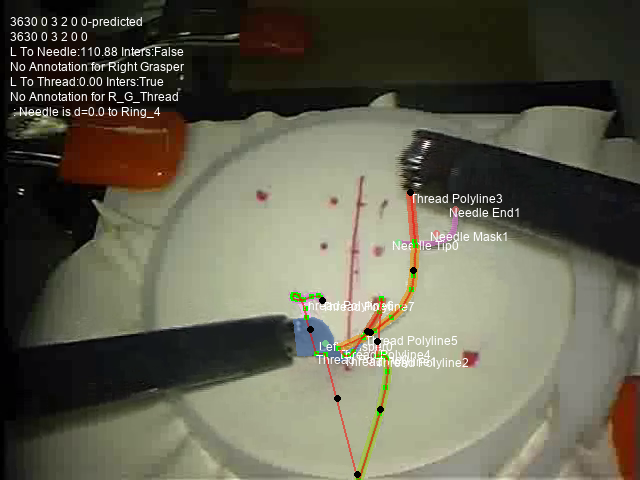 3630 0 3 2 0 0-predicted
3630 0 3 2 0 0
L To Needle:110.88 Inters:False
No Annotation for Right Grasper
L To Thread:0.00 Inters:True
No Annotation for R_G_Thread
: Needle is d=0.0 to Ring_4
Thread Polyline3
Needle End1
Needle Mask1
Needle Tip0
Thread Polyline5
Thread Polyline4
Thread Polyline2